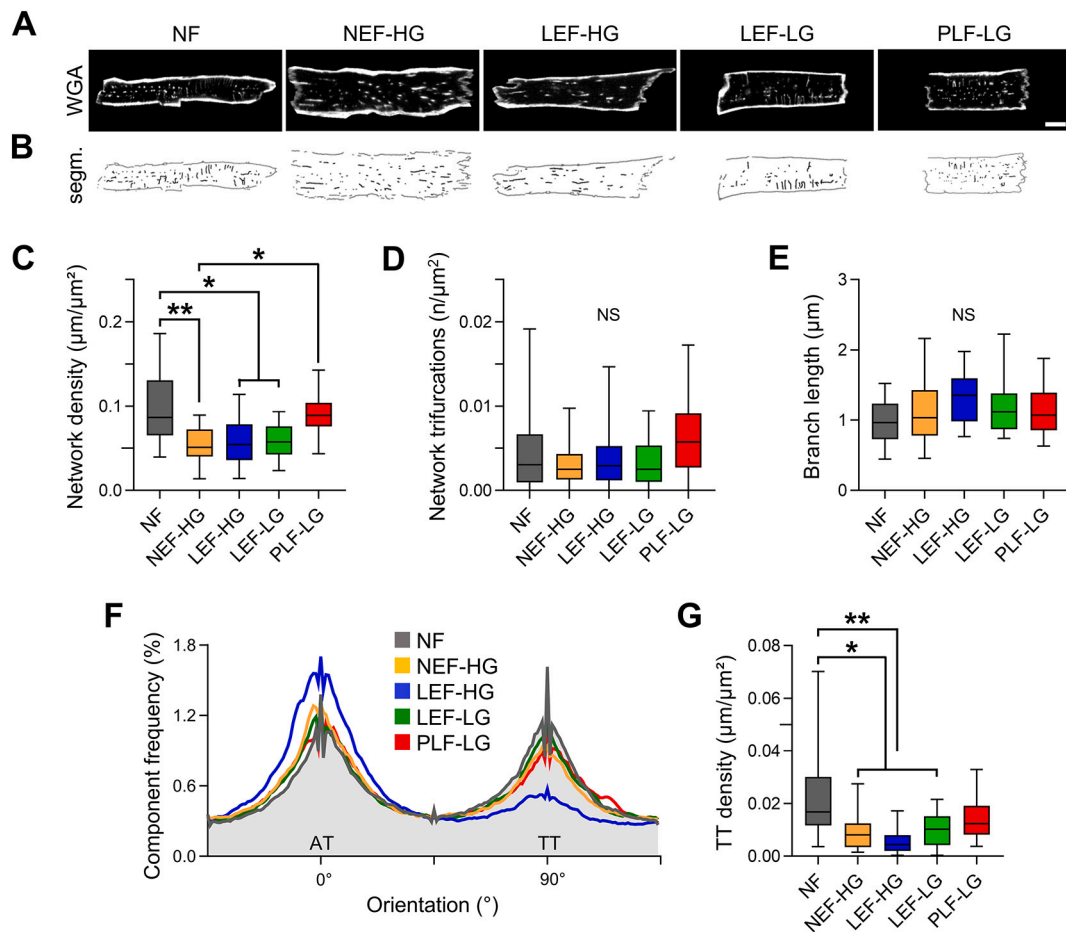 A
NF
NEF-HG
LEF-HG
LEF-LG
PLF-LG
WGA
B
segm.
C
Network density (µm/µm²)
0.2
0.1
0.0
**
*
*
NF
NEF-HG
LEF-HG
LEF-LG
PLF-LG
D
Network trifurcations (n/µm²)
0.02
0.01
0.00
NS
NF
NEF-HG
LEF-HG
LEF-LG
PLF-LG
E
Branch length (µm)
3
2
1
0
NS
NF
NEF-HG
LEF-HG
LEF-LG
PLF-LG
F
Component frequency (%)
1.8
1.2
0.6
0.0
NF
NEF-HG
LEF-HG
LEF-LG
PLF-LG
AT
TT
0°
90°
Orientation (°)
G
TT density (µm/µm²)
0.08
0.06
0.04
0.02
0.00
**
*
NF
NEF-HG
LEF-HG
LEF-LG
PLF-LG